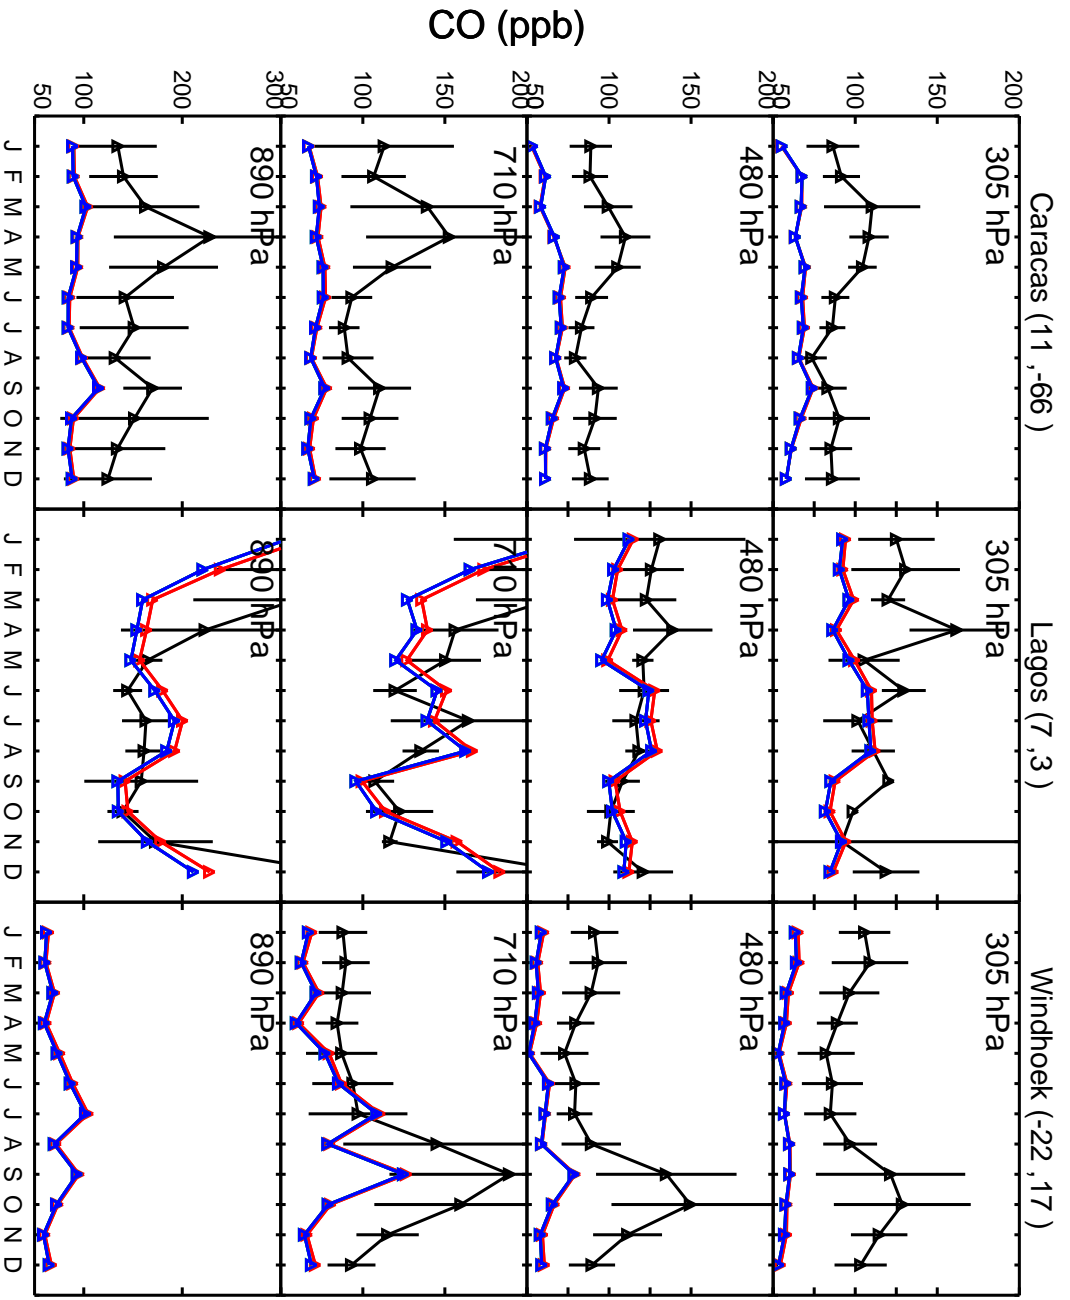 CO (ppb)
Caracas (11 ,-66 )
Lagos (7 ,3 )
Windhoek (-22 , 17 )
200
150
100
50
305 hPa
305 hPa
305 hPa
200
150
100
50
480 hPa
480 hPa
480 hPa
200
150
100
50
710 hPa
710 hPa
710 hPa
300
200
100
50
890 hPa
890 hPa
890 hPa
J F M A M J J A S O N D
J F M A M J J A S O N D
J F M A M J J A S O N D